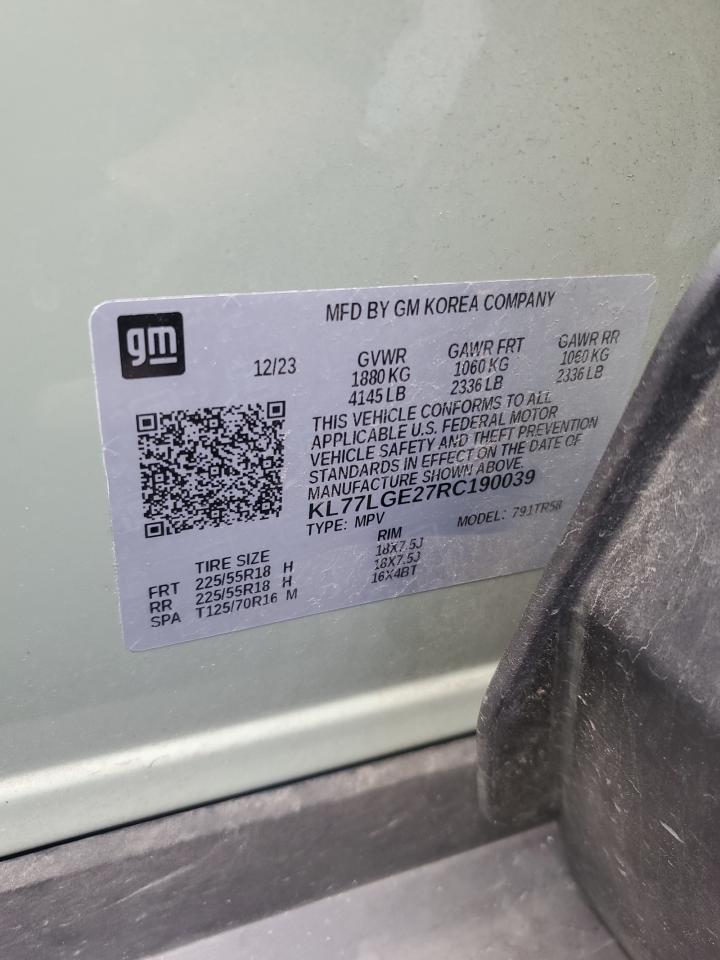 MFD BY GM KOREA COMPANY
gm
12/23
GVWR
1880 KG
4145 LB
GAWR FRT
1060 KG
2336 LB
GAWR RR
1060 KG
2336 LB
THIS VEHICLE CONFORMS TO ALL
APPLICABLE U.S. FEDERAL MOTOR
VEHICLE SAFETY AND THEFT PREVENTION
STANDARDS IN EFFECT ON THE DATE OF
MANUFACTURE SHOWN ABOVE.
KL77LGE27RC190039
TYPE: MPV MODEL: 791TR58
TIRE SIZE RIM
FRT 225/55R18 H 18X7.5J
RR 225/55R18 H 18X7.5J
SPA T125/70R16 M 16X4BT